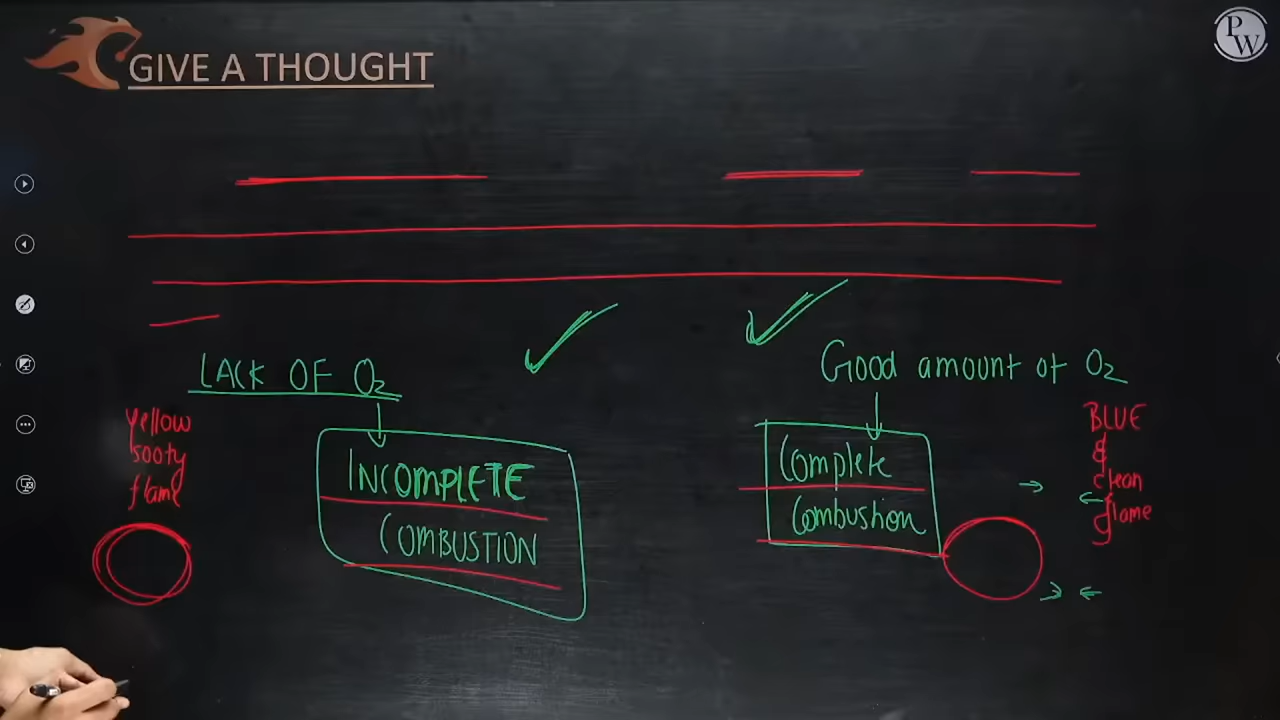 GIVE A THOUGHT
PW
LACK OF O₂
Good amount of O₂
yellow
sooty
flame
INCOMPLETE
COMBUSTION
Complete
Combustion
BLUE
&
clean
flame